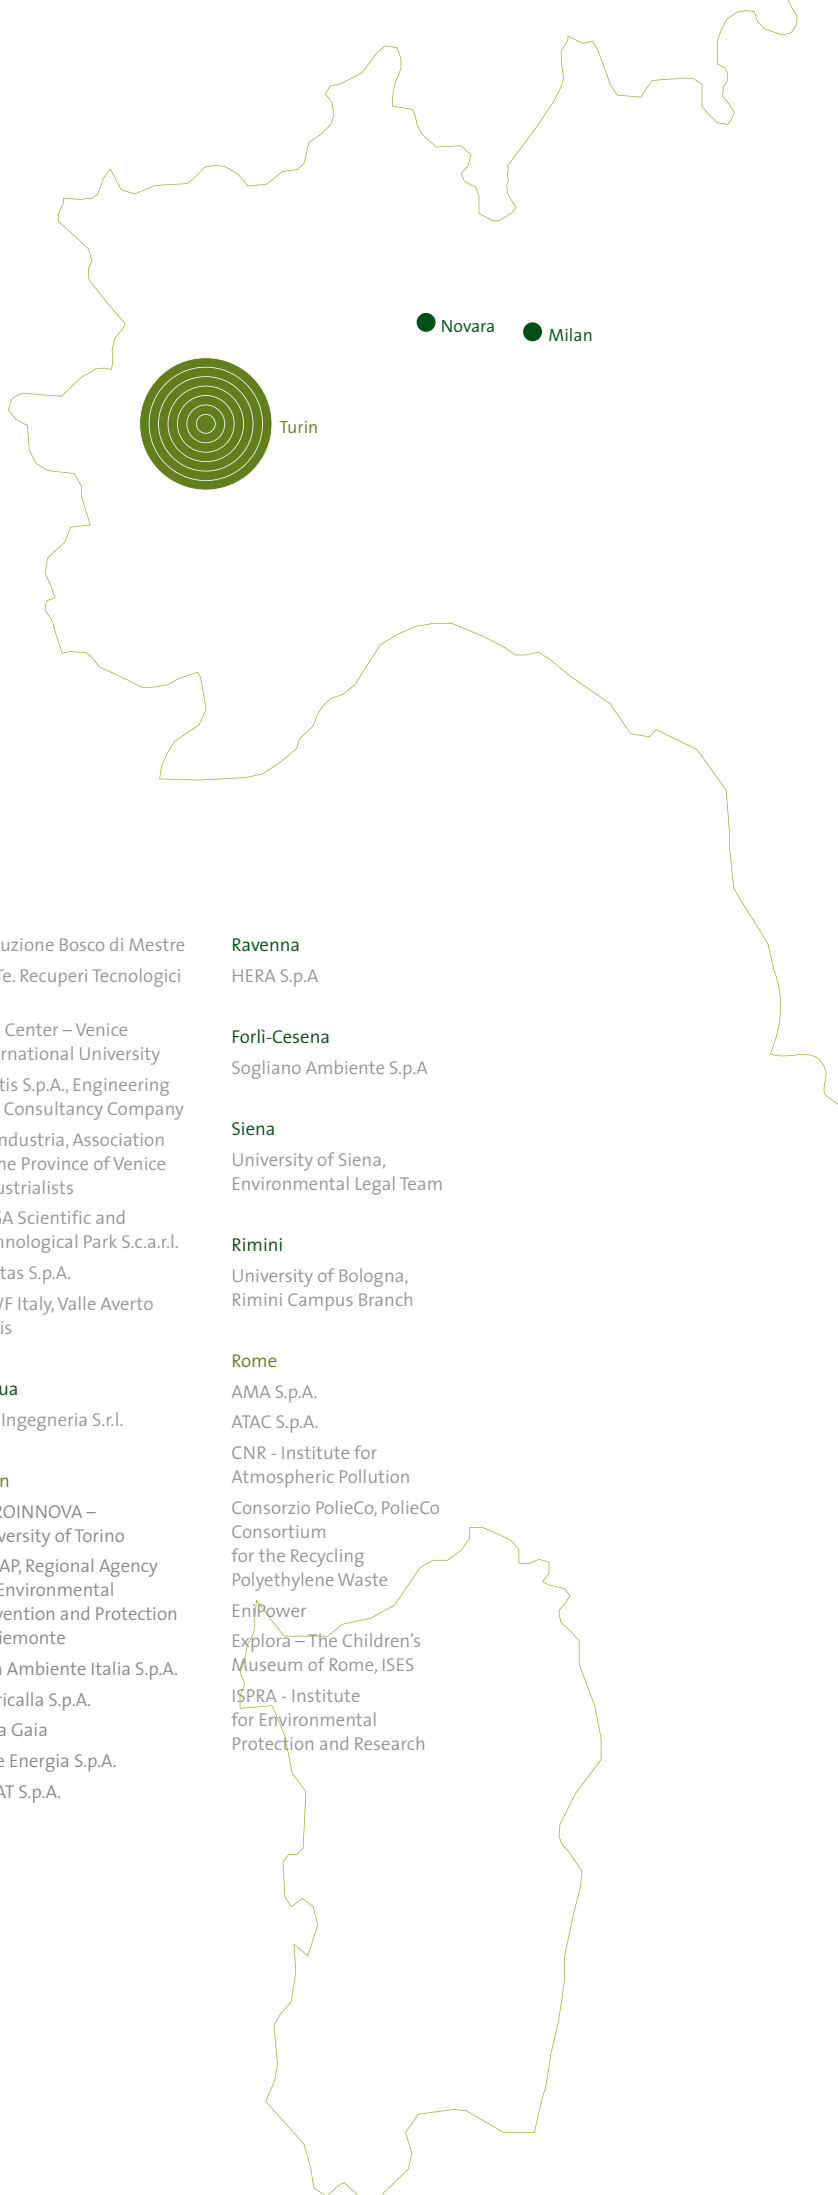 Novara
Milan
Turin
uzione Bosco di Mestre
Te. Recuperi Tecnologici
Center – Venice
rnational University
tis S.p.A., Engineering
Consultancy Company
ndustria, Association
ne Province of Venice
ustrialists
GA Scientific and
nnological Park S.c.a.r.l.
tas S.p.A.
VF Italy, Valle Averto
is
ua
Ingegneria S.r.l.
n
ROINNOVA –
versity of Torino
AP, Regional Agency
Environmental
vention and Protection
iemonte
Ambiente Italia S.p.A.
ricalla S.p.A.
a Gaia
e Energia S.p.A.
AT S.p.A.
Ravenna
HERA S.p.A
Forlì-Cesena
Sogliano Ambiente S.p.A
Siena
University of Siena,
Environmental Legal Team
Rimini
University of Bologna,
Rimini Campus Branch
Rome
AMA S.p.A.
ATAC S.p.A.
CNR - Institute for
Atmospheric Pollution
Consorzio PolieCo, PolieCo
Consortium
for the Recycling
Polyethylene Waste
EniPower
Explora – The Children’s
Museum of Rome, ISES
ISPRA - Institute
for Environmental
Protection and Research